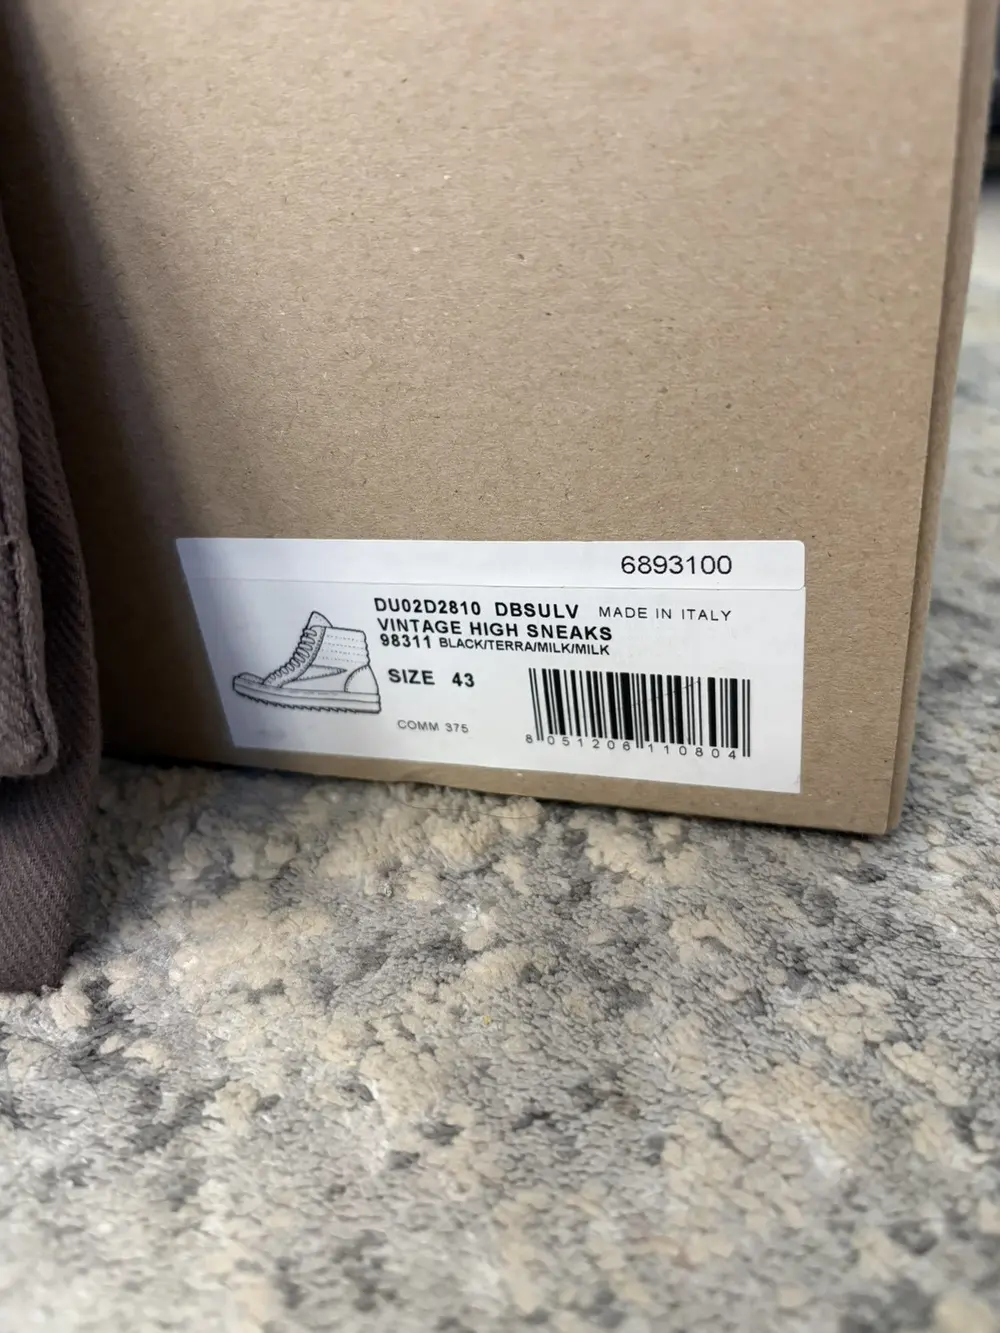 6893100
DU02D2810 DBSULV MADE IN ITALY
VINTAGE HIGH SNEAKS
98311 BLACK/TERRA/MILK/MILK
SIZE 43
COMM 375
8 051206 110804